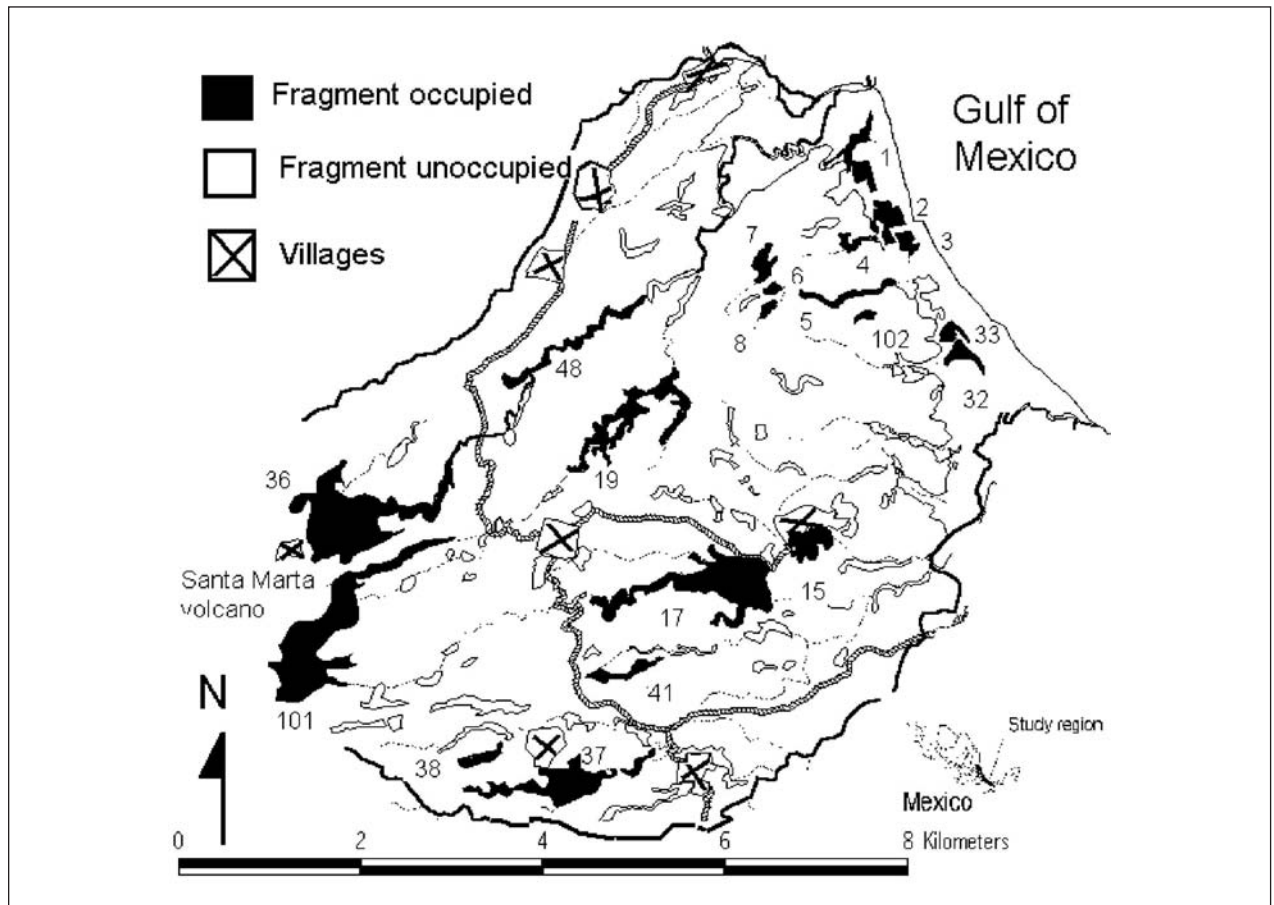 Fragment occupied
Fragment unoccupied
Villages
Gulf of
Mexico
1
2
3
7
4
6
5
8
102
33
32
48
19
36
Santa Marta
volcano
15
17
41
N
101
38
37
Study region
Mexico
0 2 4 6 8 Kilometers